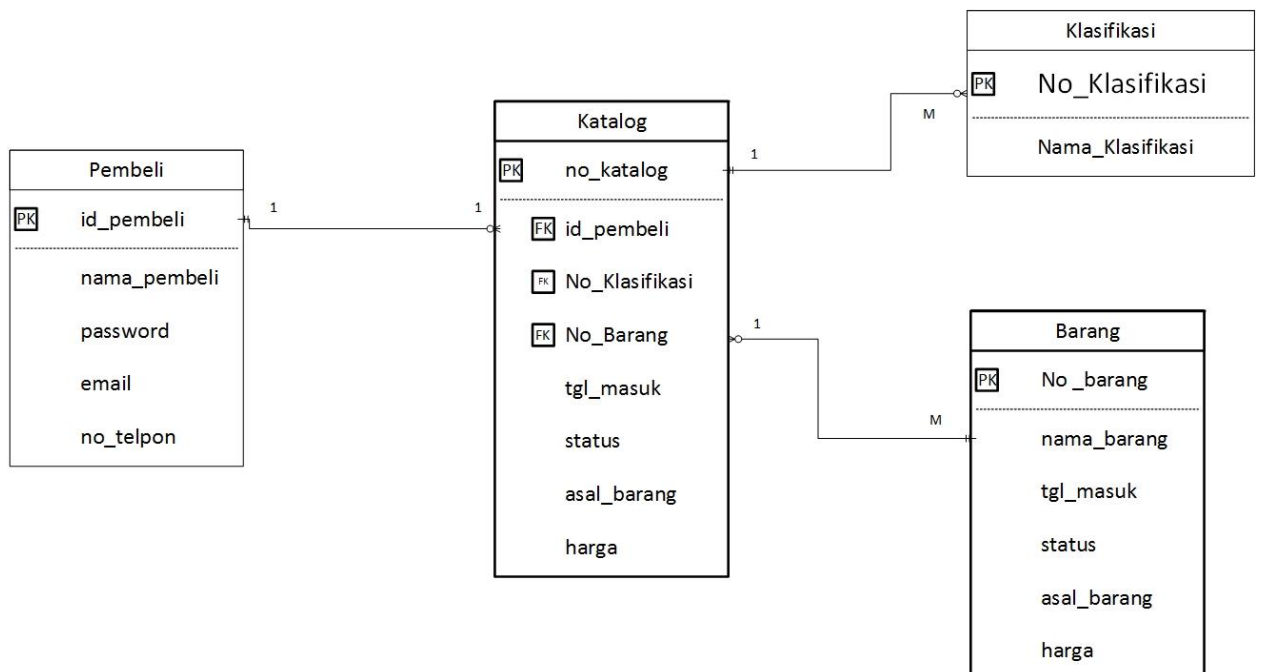 Pembeli
PK id_pembeli
nama_pembeli
password
email
no_telpon
1
1
Katalog
PK no_katalog
FK id_pembeli
FK No_Klasifikasi
FK No_Barang
tgl_masuk
status
asal_barang
harga
1
M
1
M
Klasifikasi
PK No_Klasifikasi
Nama_Klasifikasi
Barang
PK No _barang
nama_barang
tgl_masuk
status
asal_barang
harga